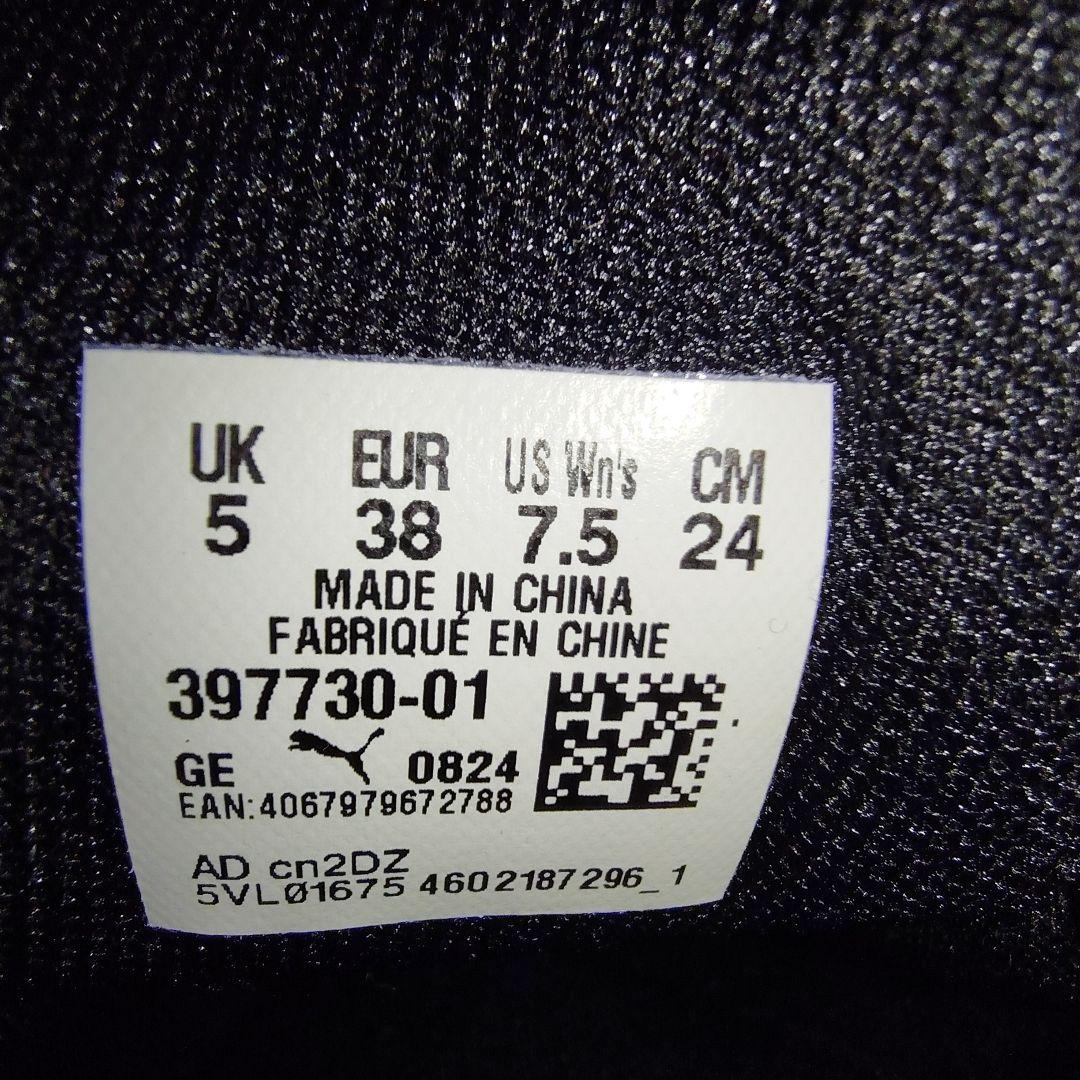 UK EUR US Wn's CM
5 38 7.5 24
MADE IN CHINA
FABRIQUÉ EN CHINE
397730-01
GE 0824
EAN:4067979672788
AD cn2DZ
5VLØ1675 4602187296_1